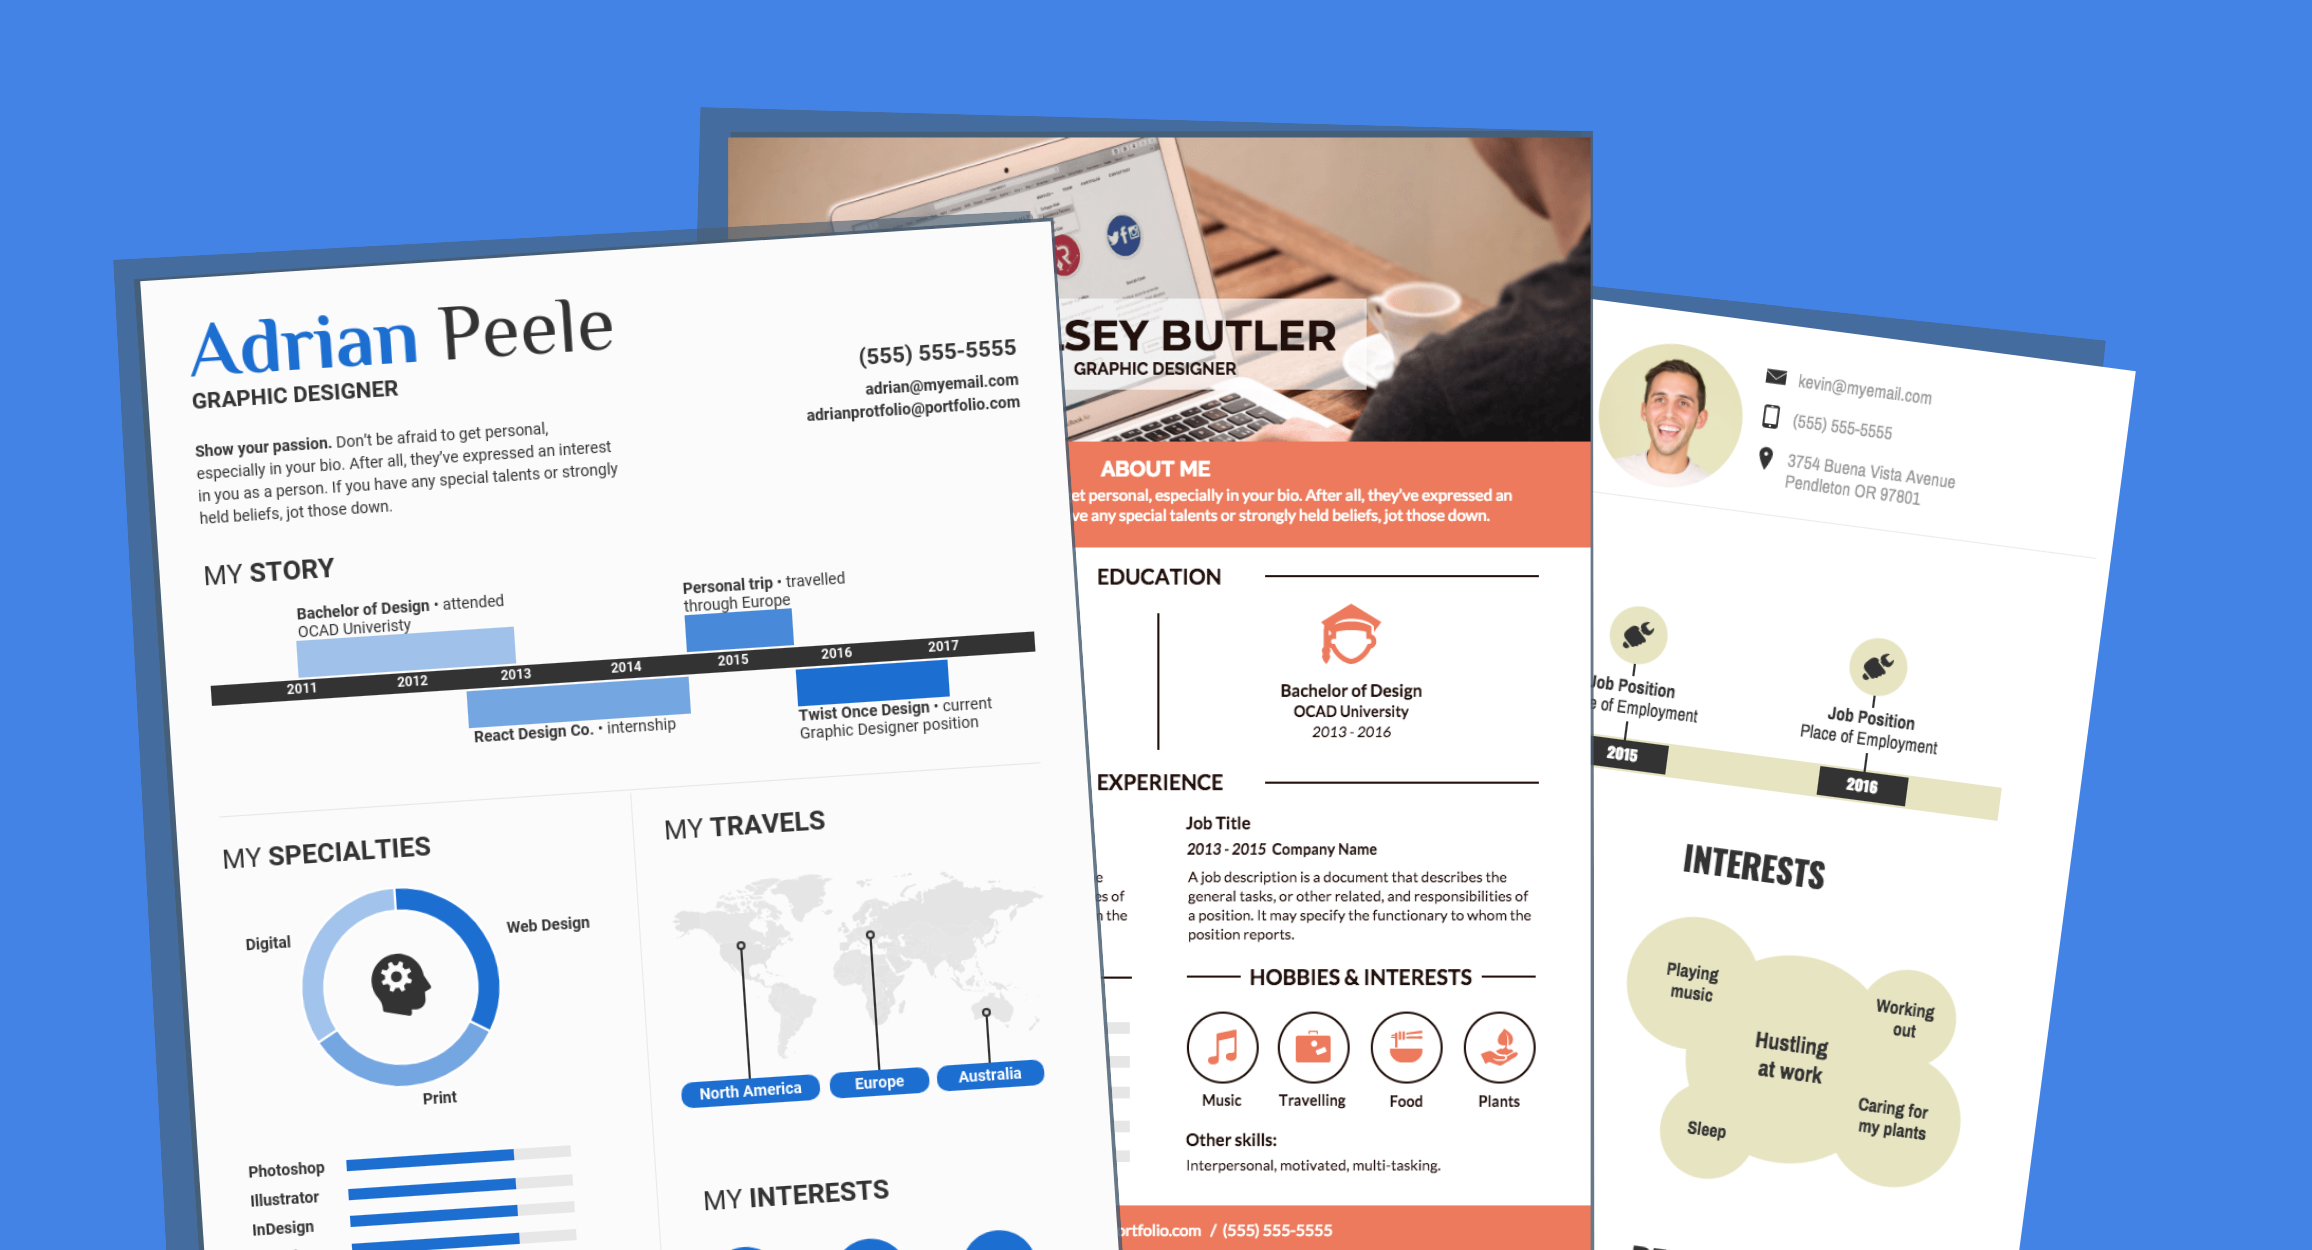 Adrian Peele
GRAPHIC DESIGNER
(555) 555-5555
adrian@myemail.com
adrianprotfolio@portfolio.com
Show your passion. Don't be afraid to get personal,
especially in your bio. After all, they've expressed an interest
in you as a person. If you have any special talents or strongly
held beliefs, jot those down.
MY STORY
Bachelor of Design • attended
OCAD Univeristy
Personal trip • travelled
through Europe
2011 2012 2013 2014 2015 2016 2017
React Design Co. • internship
Twist Once Design • current
Graphic Designer position
MY SPECIALTIES
Digital
Web Design
Print
Photoshop
Illustrator
InDesign
MY TRAVELS
North America
Europe
Australia
MY INTERESTS
SEY BUTLER
GRAPHIC DESIGNER
ABOUT ME
et personal, especially in your bio. After all, they've expressed an
ve any special talents or strongly held beliefs, jot those down.
EDUCATION
Bachelor of Design
OCAD University
2013 - 2016
EXPERIENCE
Job Title
2013 - 2015 Company Name
A job description is a document that describes the
general tasks, or other related, and responsibilities of
a position. It may specify the functionary to whom the
position reports.
e
es of
the
HOBBIES & INTERESTS
Music
Travelling
Food
Plants
Other skills:
Interpersonal, motivated, multi-tasking.
ortfolio.com / (555) 555-5555
kevin@myemail.com
(555) 555-5555
3754 Buena Vista Avenue
Pendleton OR 97801
Job Position
e of Employment
2015
Job Position
Place of Employment
2016
INTERESTS
Playing
music
Working
out
Hustling
at work
Caring for
my plants
Sleep